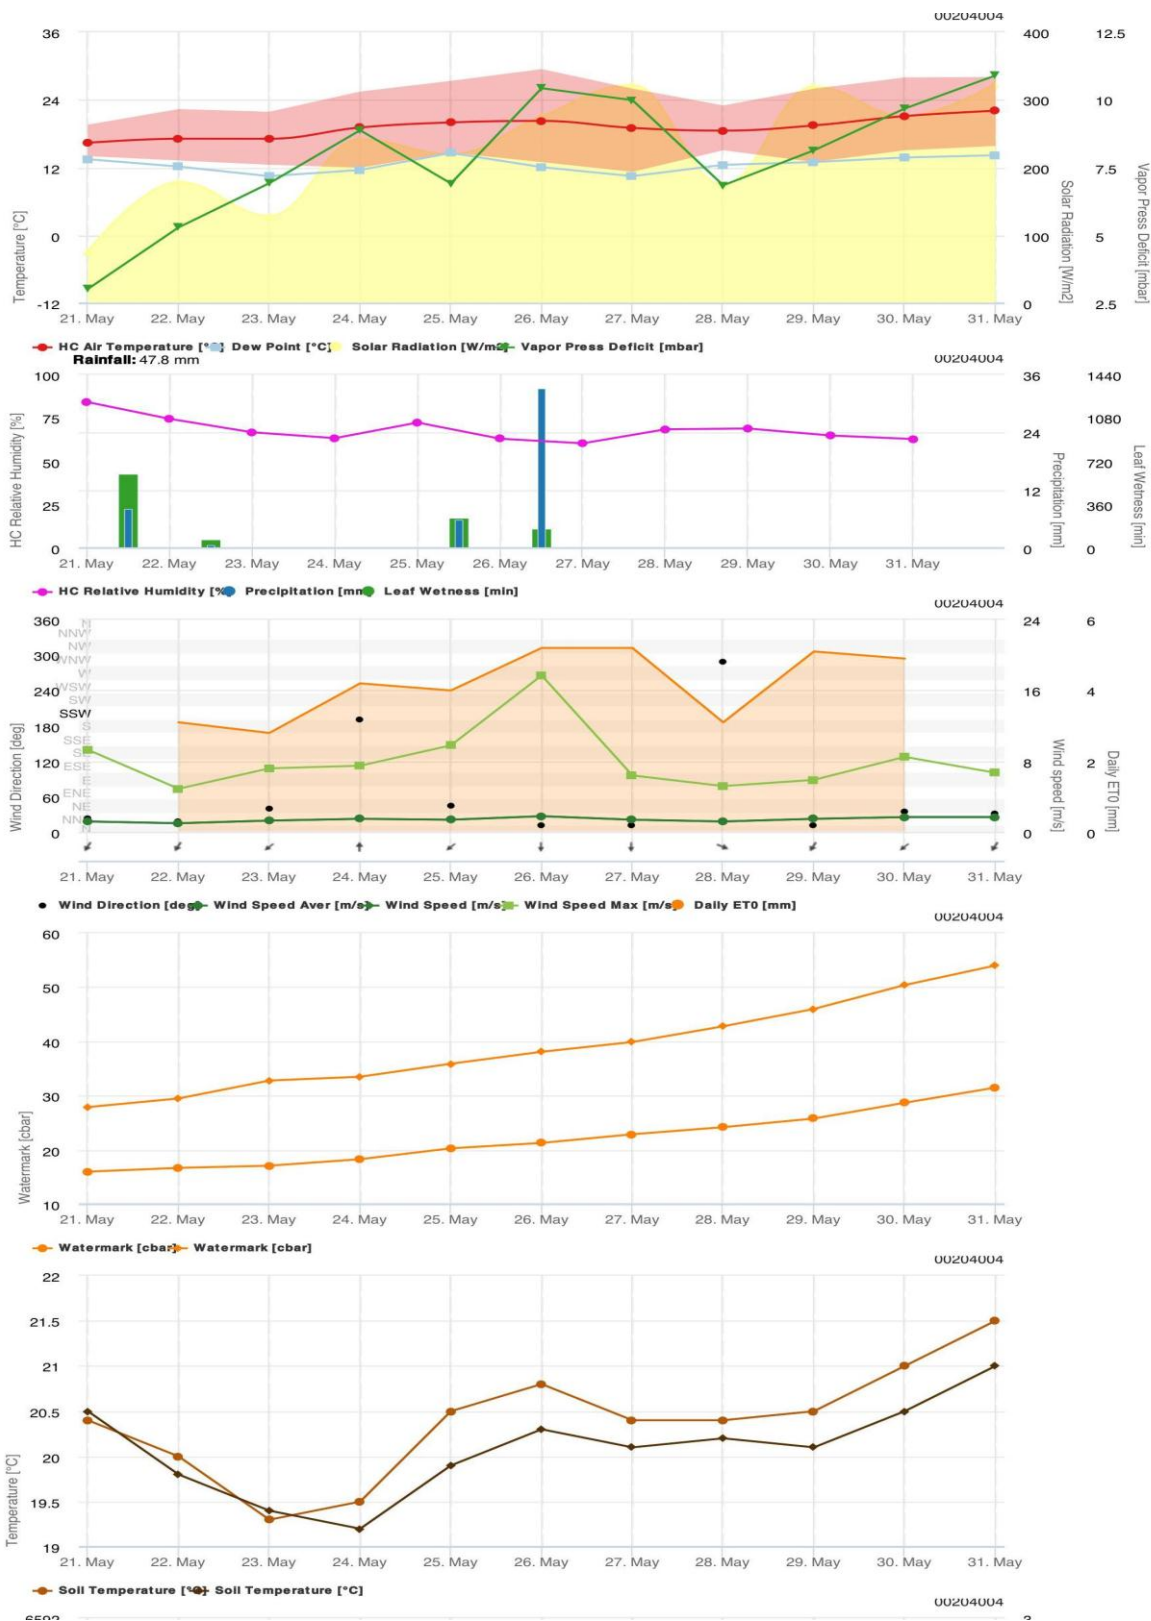 00204004
36 400 12.5
24 300 10
12 200 7.5
0 100 5
-12 0 2.5
Temperature [°C]
Solar Radiation [W/m2]
Vapor Press Deficit [mbar]
21. May 22. May 23. May 24. May 25. May 26. May 27. May 28. May 29. May 30. May 31. May
HC Air Temperature [°C] Dew Point [°C] Solar Radiation [W/m2] Vapor Press Deficit [mbar]
Rainfall: 47.8 mm
00204004
100 36 1440
75 24 1080
50 12 720
25 360
0 0 0
HC Relative Humidity [%]
Precipitation [mm]
Leaf Wetness [min]
21. May 22. May 23. May 24. May 25. May 26. May 27. May 28. May 29. May 30. May 31. May
HC Relative Humidity [% Precipitation [mm Leaf Wetness [min]
00204004
360 N 24 6
NNW
300 NW
WNW
W
240 WSW 16 4
SW
SSW
180 S
SSE
SE
120 ESE 8 2
E
60 ENE
NE
NN
0 N 0 0
Wind Direction [deg]
Wind speed [m/s]
Daily ET0 [mm]
21. May 22. May 23. May 24. May 25. May 26. May 27. May 28. May 29. May 30. May 31. May
Wind Direction [deg Wind Speed Aver [m/s Wind Speed [m/s Wind Speed Max [m/s Daily ET0 [mm]
00204004
60
50
40
30
20
10
Watermark [cbar]
21. May 22. May 23. May 24. May 25. May 26. May 27. May 28. May 29. May 30. May 31. May
Watermark [cbar] Watermark [cbar]
00204004
22
21.5
21
20.5
20
19.5
19
Temperature [°C]
21. May 22. May 23. May 24. May 25. May 26. May 27. May 28. May 29. May 30. May 31. May
Soil Temperature [°C] Soil Temperature [°C]
00204004
6592 3